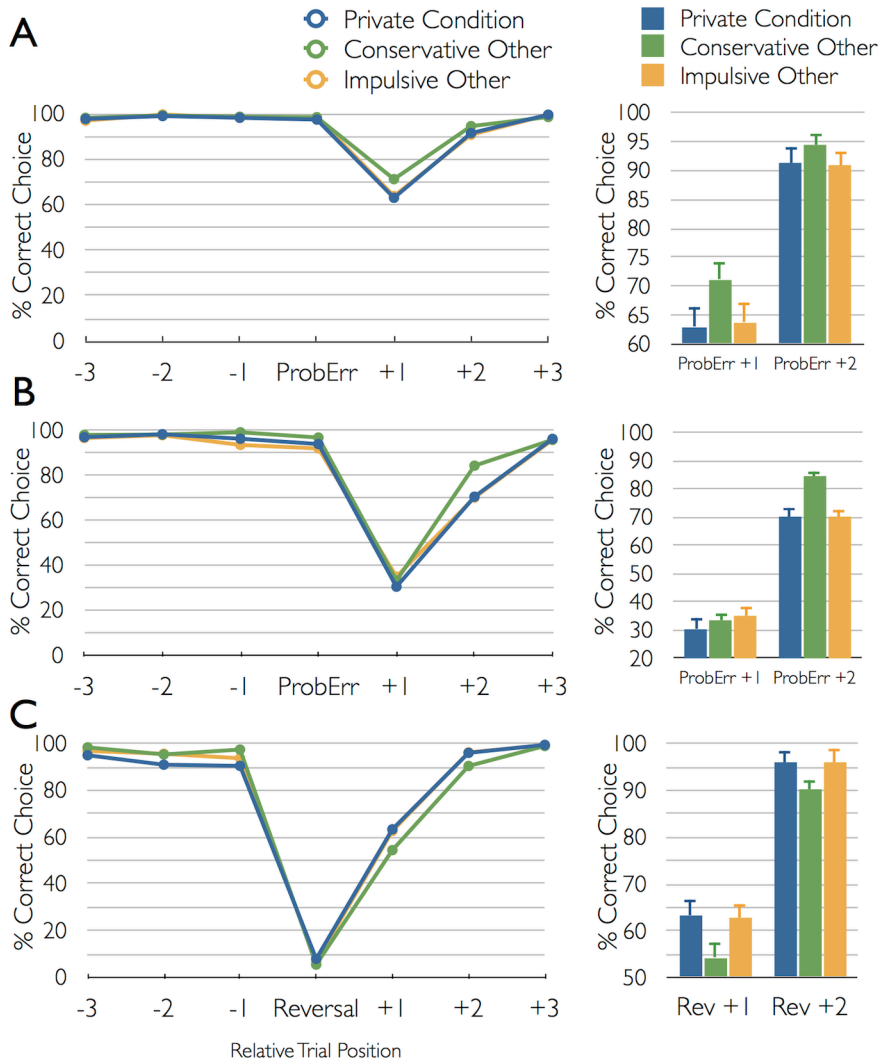 A
Private Condition
Conservative Other
Impulsive Other
% Correct Choice
100
80
60
40
20
0
-3 -2 -1 ProbErr +1 +2 +3
Private Condition
Conservative Other
Impulsive Other
% Correct Choice
100
95
90
85
80
75
70
65
60
ProbErr +1 ProbErr +2
B
% Correct Choice
100
80
60
40
20
0
-3 -2 -1 ProbErr +1 +2 +3
% Correct Choice
100
90
80
70
60
50
40
30
20
ProbErr +1 ProbErr +2
C
% Correct Choice
100
80
60
40
20
0
-3 -2 -1 Reversal +1 +2 +3
Relative Trial Position
% Correct Choice
100
90
80
70
60
50
Rev +1 Rev +2